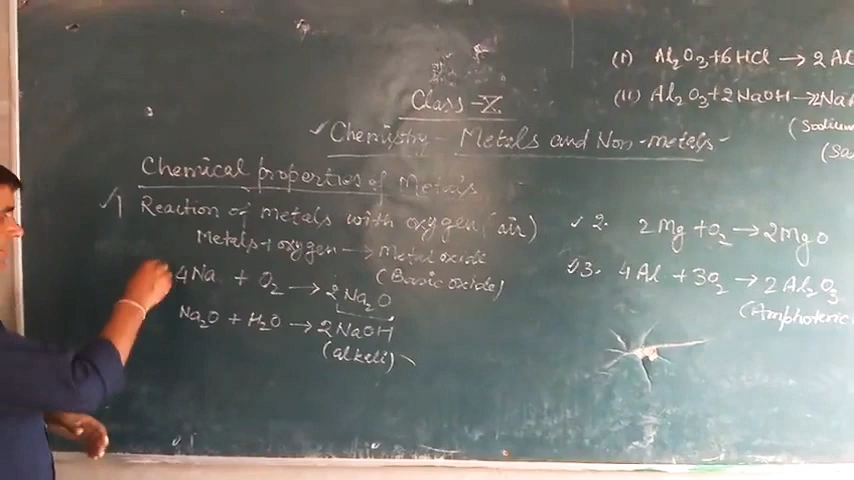 Class - X
Chemistry - Metals and Non-metals
Chemical properties of Metals
1 Reaction of metals with oxygen (air)
Metals + oxygen → Metal oxide
(Basic oxide)
4Na + O₂ → 2Na₂O
Na₂O + H₂O → 2NaOH
(alkali)
(i) Al₂O₃ + 6HCl → 2Al
(ii) Al₂O₃ + 2NaOH → 2Na
(Sodium
(Sa
2. 2Mg + O₂ → 2MgO
3. 4Al + 3O₂ → 2Al₂O₃
(Amphoteric